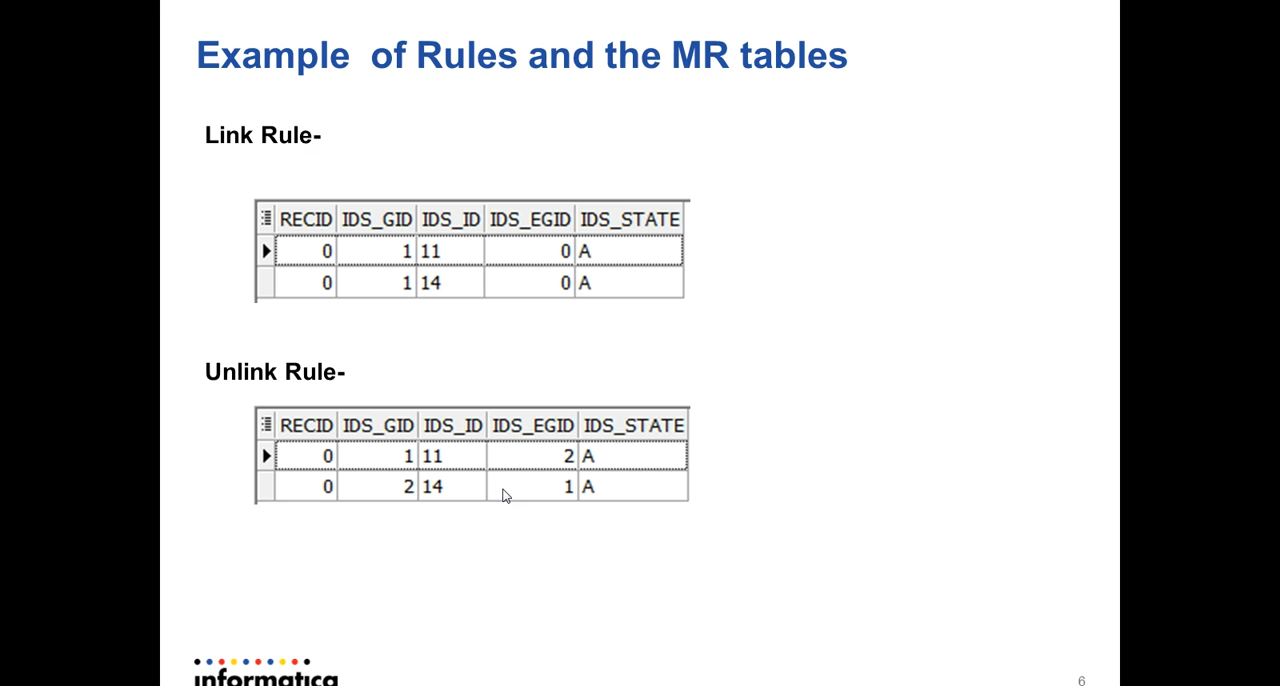 Example of Rules and the MR tables
Link Rule-
RECID IDS_GID IDS_ID IDS_EGID IDS_STATE
0 1 11 0 A
0 1 14 0 A
Unlink Rule-
RECID IDS_GID IDS_ID IDS_EGID IDS_STATE
0 1 11 2 A
0 2 14 1 A
informatica
6